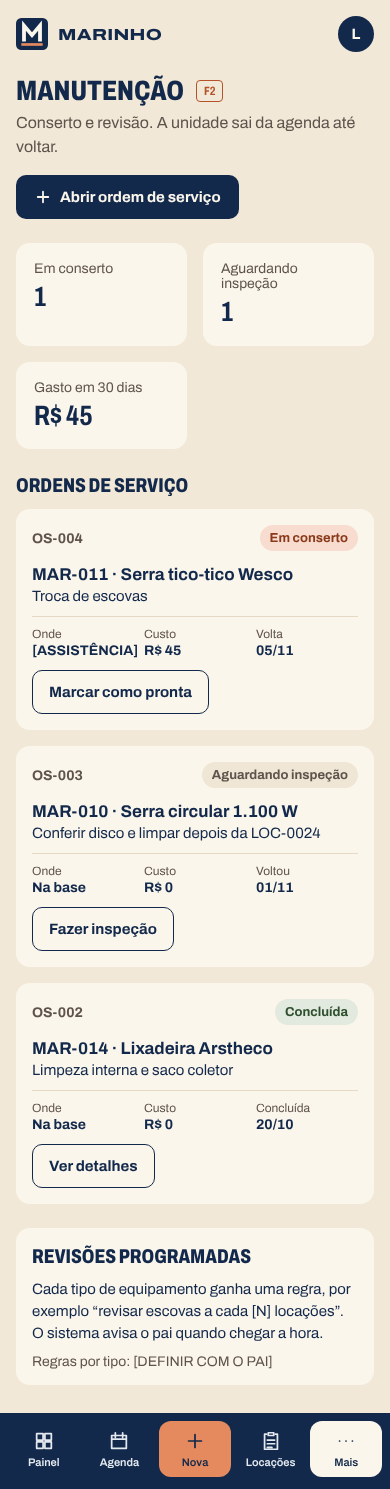 MARINHO
L
MANUTENÇÃO F2
Conserto e revisão. A unidade sai da agenda até
voltar.
+ Abrir ordem de serviço
Em conserto
1
Aguardando
inspeção
1
Gasto em 30 dias
R$ 45
ORDENS DE SERVIÇO
OS-004 Em conserto
MAR-011 · Serra tico-tico Wesco
Troca de escovas
Onde Custo Volta
[ASSISTÊNCIA] R$ 45 05/11
Marcar como pronta
OS-003 Aguardando inspeção
MAR-010 · Serra circular 1.100 W
Conferir disco e limpar depois da LOC-0024
Onde Custo Voltou
Na base R$ 0 01/11
Fazer inspeção
OS-002 Concluída
MAR-014 · Lixadeira Arstheco
Limpeza interna e saco coletor
Onde Custo Concluída
Na base R$ 0 20/10
Ver detalhes
REVISÕES PROGRAMADAS
Cada tipo de equipamento ganha uma regra, por
exemplo “revisar escovas a cada [N] locações”.
O sistema avisa o pai quando chegar a hora.
Regras por tipo: [DEFINIR COM O PAI]
Painel Agenda Nova Locações Mais